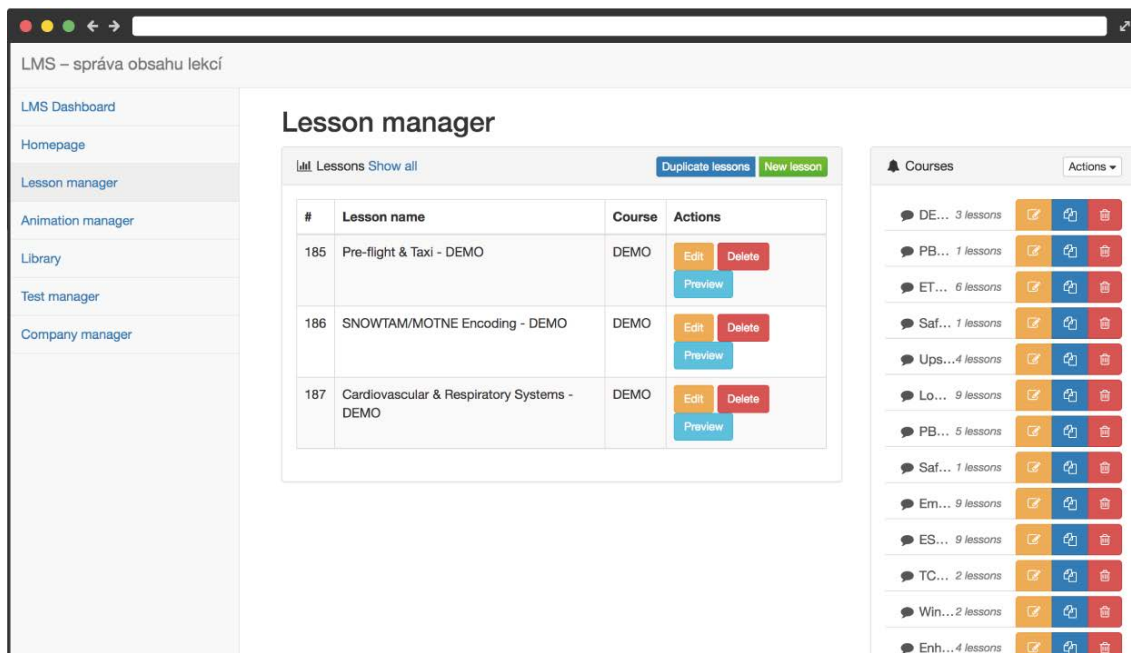 LMS – správa obsahu lekcí
LMS Dashboard
Homepage
Lesson manager
Animation manager
Library
Test manager
Company manager
Lesson manager
Lessons Show all
Duplicate lessons New lesson
# Lesson name Course Actions
185 Pre-flight & Taxi - DEMO DEMO Edit Delete
Preview
186 SNOWTAM/MOTNE Encoding - DEMO DEMO Edit Delete
Preview
187 Cardiovascular & Respiratory Systems - DEMO Edit Delete
DEMO Preview
Courses Actions
DE... 3 lessons
PB... 1 lessons
ET... 6 lessons
Saf... 1 lessons
Ups...4 lessons
Lo... 9 lessons
PB... 5 lessons
Saf... 1 lessons
Em... 9 lessons
ES... 9 lessons
TC... 2 lessons
Win...2 lessons
Enh...4 lessons